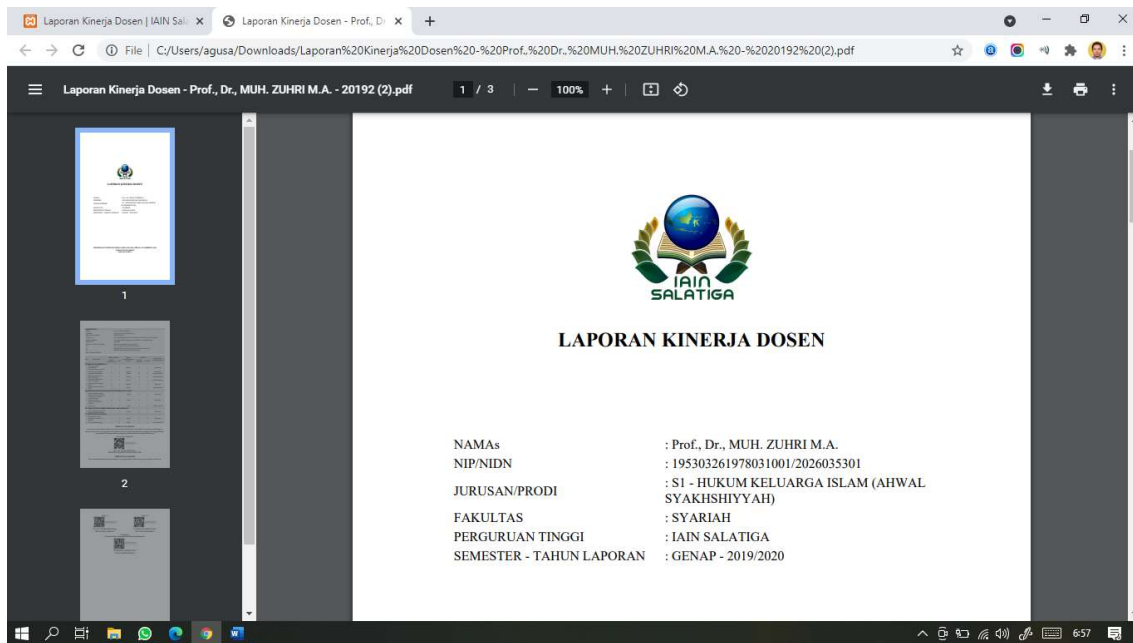 Laporan Kinerja Dosen | IAIN Sal
Laporan Kinerja Dosen - Prof., D
File
C:/Users/agusa/Downloads/Laporan%20Kinerja%20Dosen%20-%20Prof.,%20Dr.,%20MUH.%20ZUHRI%20M.A.%20-%2020192%20(2).pdf
Laporan Kinerja Dosen - Prof., Dr., MUH. ZUHRI M.A. - 20192 (2).pdf
1 / 3
100%
1
2
IAIN
SALATIGA
LAPORAN KINERJA DOSEN
NAMAs : Prof., Dr., MUH. ZUHRI M.A.
NIP/NIDN : 195303261978031001/2026035301
JURUSAN/PRODI : S1 - HUKUM KELUARGA ISLAM (AHWAL
SYAKHSHIYYAH)
FAKULTAS : SYARIAH
PERGURUAN TINGGI : IAIN SALATIGA
SEMESTER - TAHUN LAPORAN : GENAP - 2019/2020
6:57